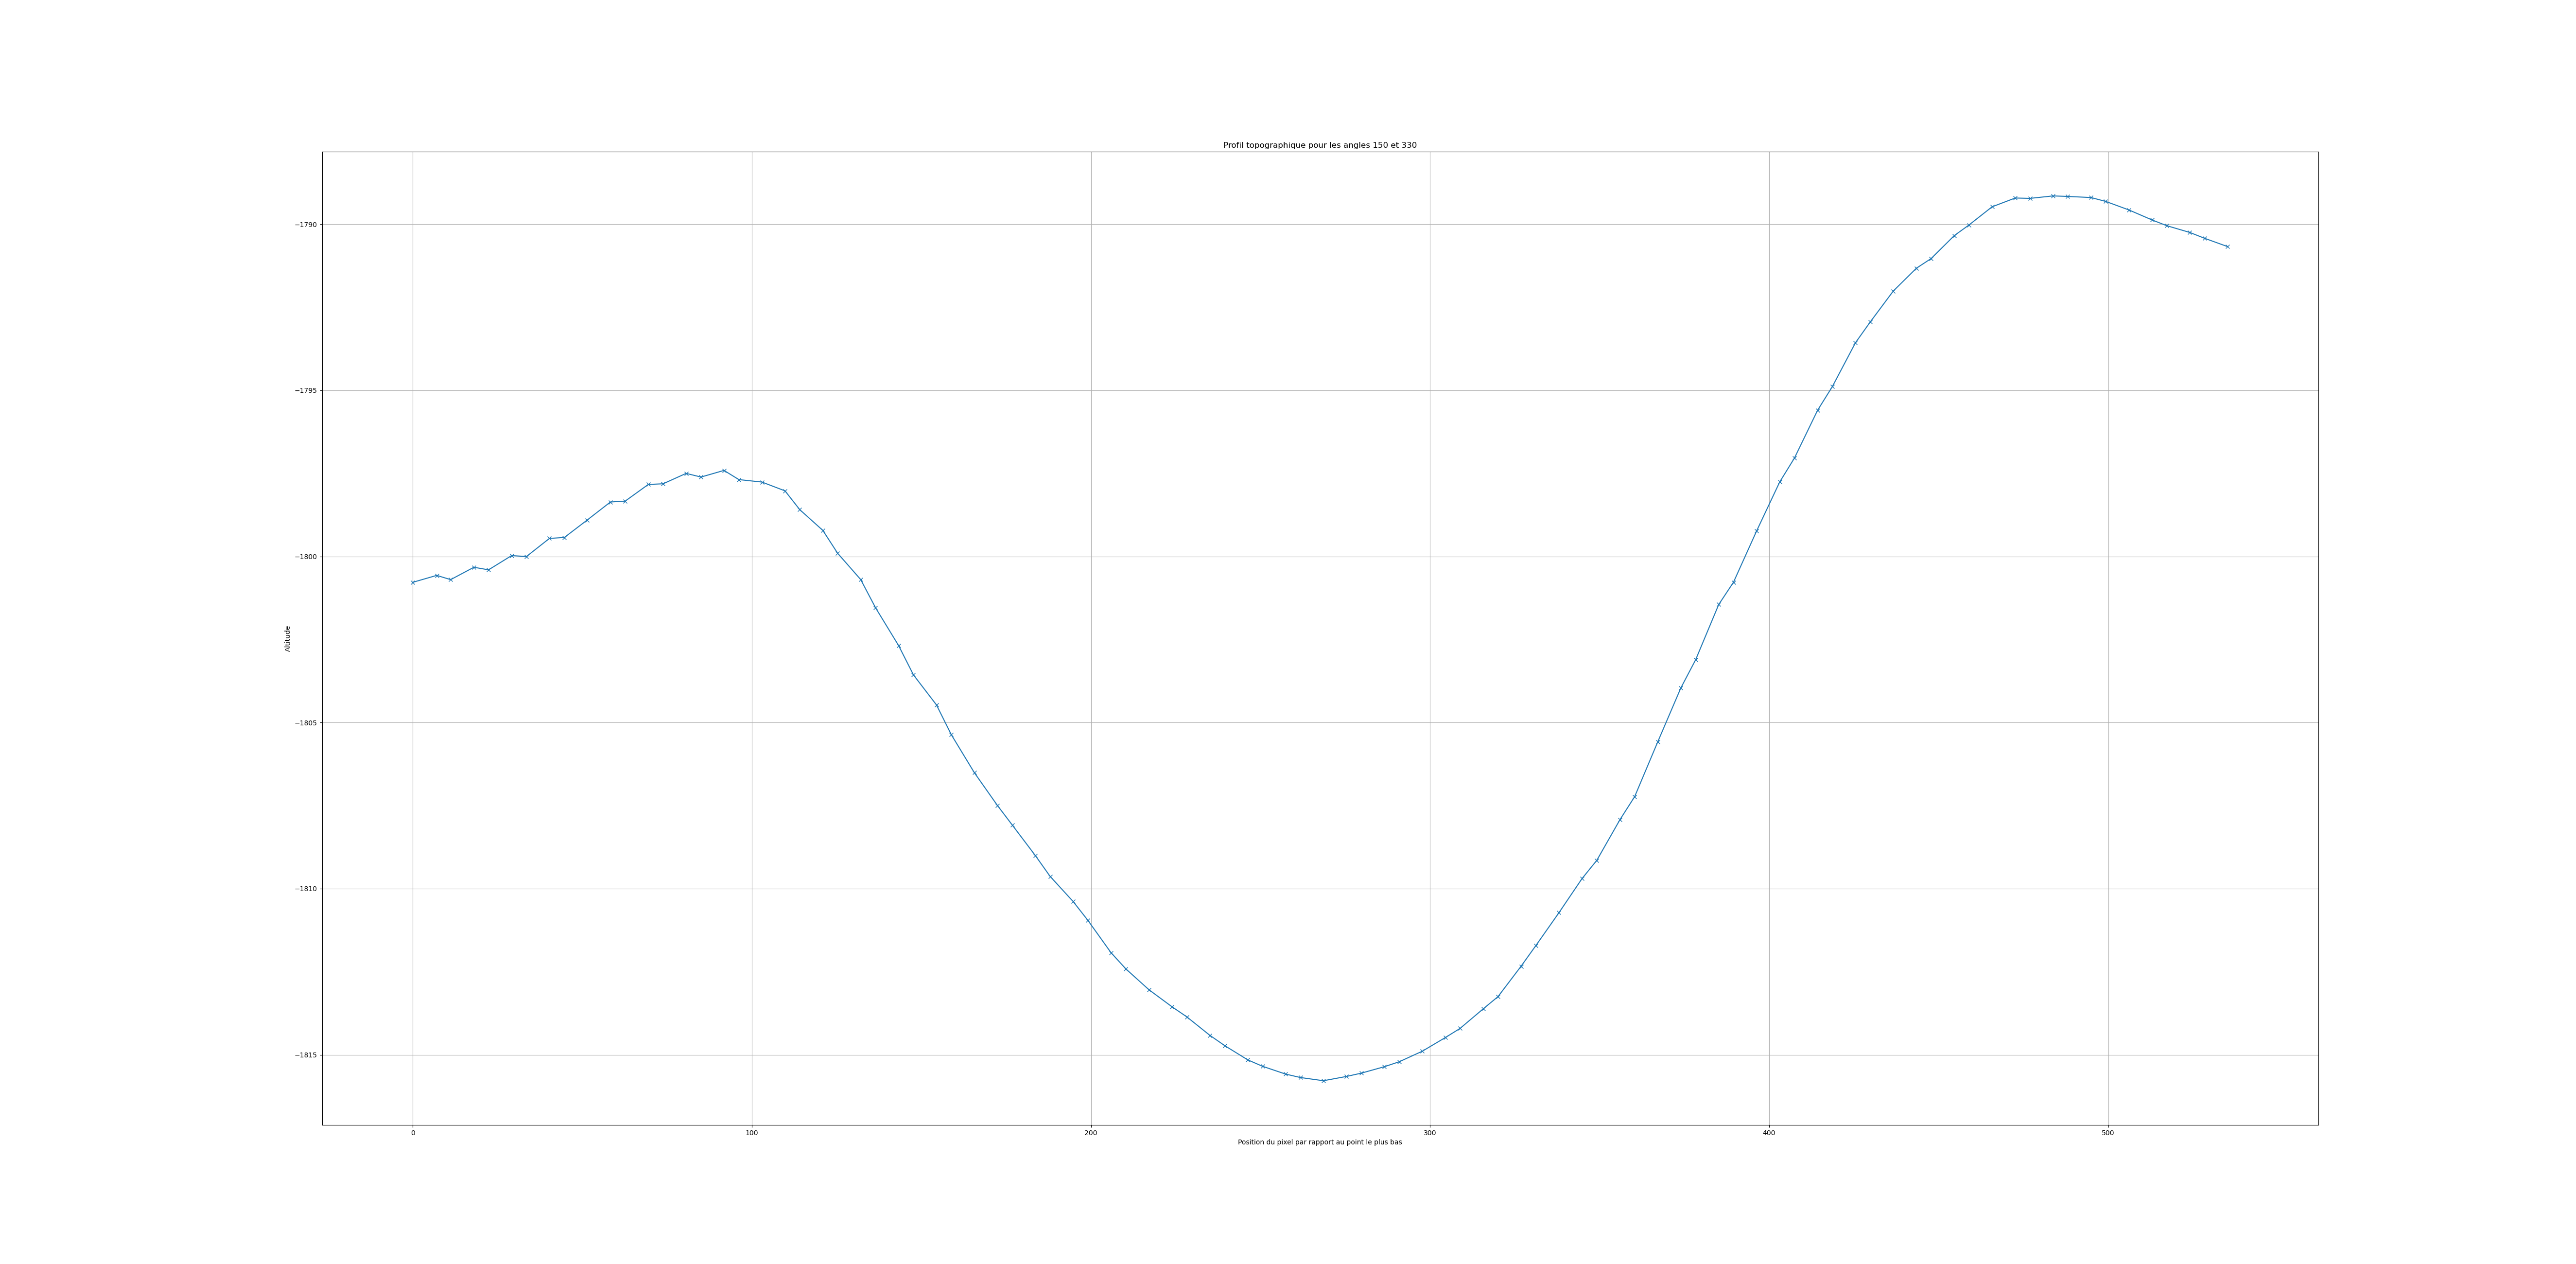 Profil topographique pour les angles 150 et 330
−1790
−1795
−1800
−1805
−1810
−1815
Altitude
0 100 200 300 400 500
Position du pixel par rapport au point le plus bas